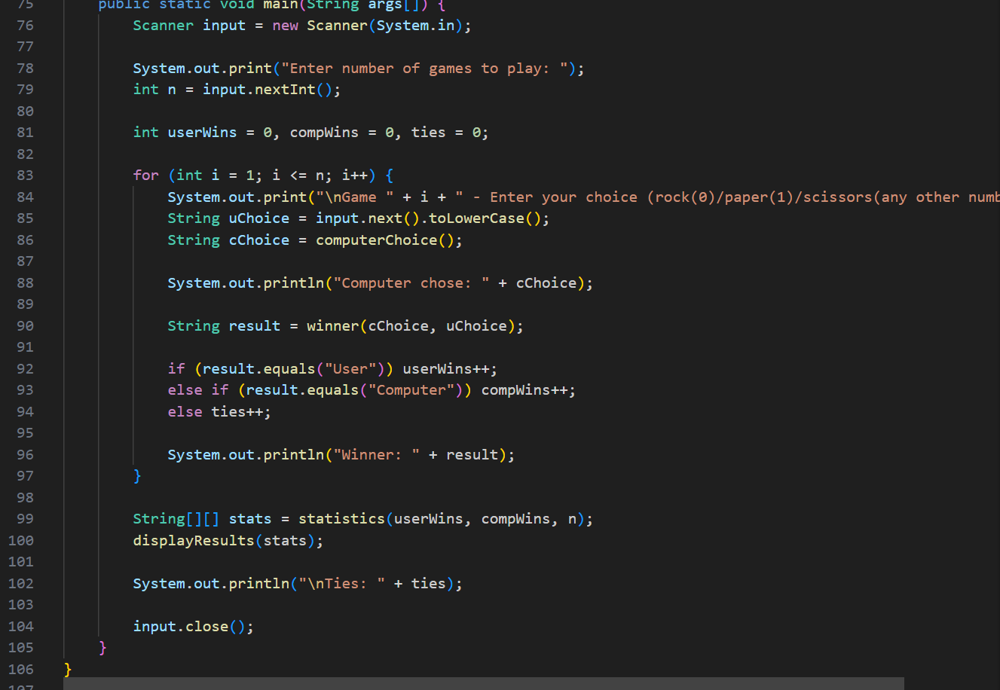 75 public static void main(String args[]) {
76 Scanner input = new Scanner(System.in);
77
78 System.out.print("Enter number of games to play: ");
79 int n = input.nextInt();
80
81 int userWins = 0, compWins = 0, ties = 0;
82
83 for (int i = 1; i <= n; i++) {
84 System.out.print("\nGame " + i + " - Enter your choice (rock(0)/paper(1)/scissors(any other numb
85 String uChoice = input.next().toLowerCase();
86 String cChoice = computerChoice();
87
88 System.out.println("Computer chose: " + cChoice);
89
90 String result = winner(cChoice, uChoice);
91
92 if (result.equals("User")) userWins++;
93 else if (result.equals("Computer")) compWins++;
94 else ties++;
95
96 System.out.println("Winner: " + result);
97 }
98
99 String[][] stats = statistics(userWins, compWins, n);
100 displayResults(stats);
101
102 System.out.println("\nTies: " + ties);
103
104 input.close();
105 }
106 }
107